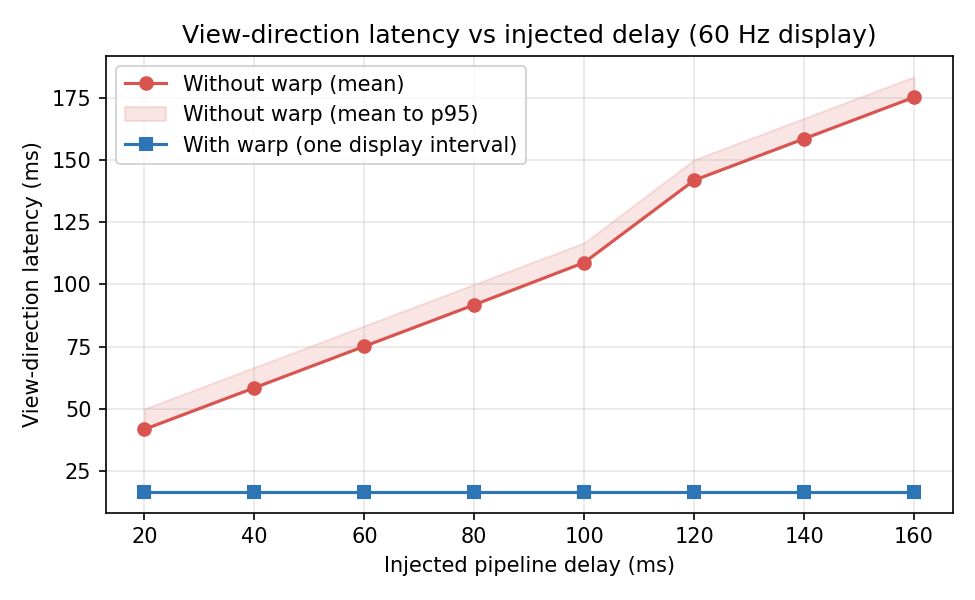 View-direction latency vs injected delay (60 Hz display)
Without warp (mean)
Without warp (mean to p95)
With warp (one display interval)
View-direction latency (ms)
175
150
125
100
75
50
25
20 40 60 80 100 120 140 160
Injected pipeline delay (ms)